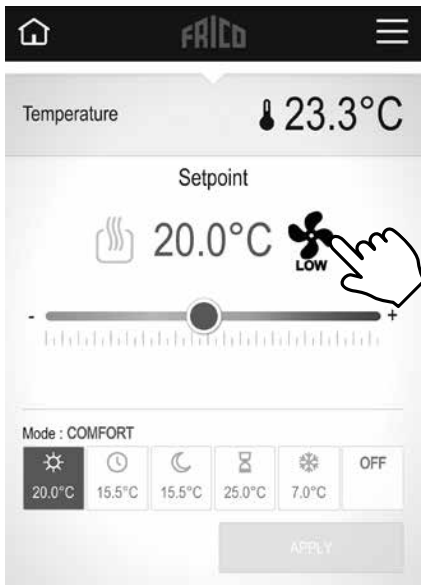 FRICO
Temperature 23.3°C
Setpoint
20.0°C
LOW
- +
Mode : COMFORT
OFF
20.0°C 15.5°C 15.5°C 25.0°C 7.0°C
APPLY